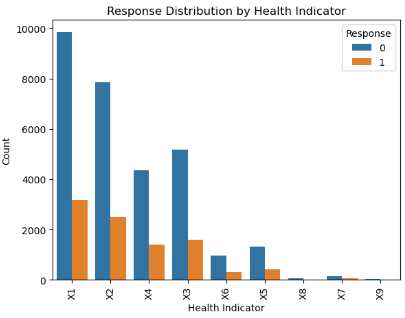 Response Distribution by Health Indicator
Response
0
1
10000
8000
6000
4000
2000
0
Count
X1 X2 X4 X3 X6 X5 X8 X7 X9
Health Indicator